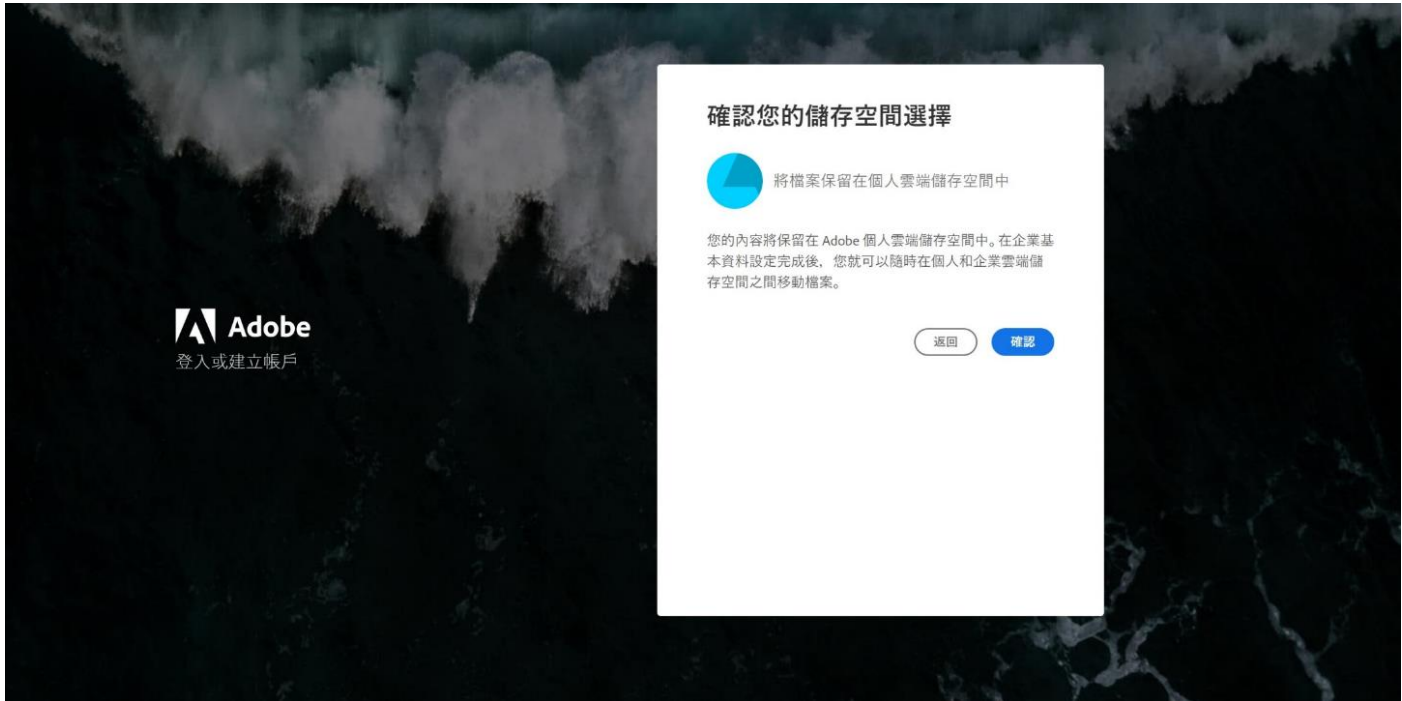 Adobe
登入或建立帳戶
確認您的儲存空間選擇
將檔案保留在個人雲端儲存空間中
您的內容將保留在 Adobe 個人雲端儲存空間中。在企業基
本資料設定完成後，您就可以隨時在個人和企業雲端儲
存空間之間移動檔案。
返回
確認